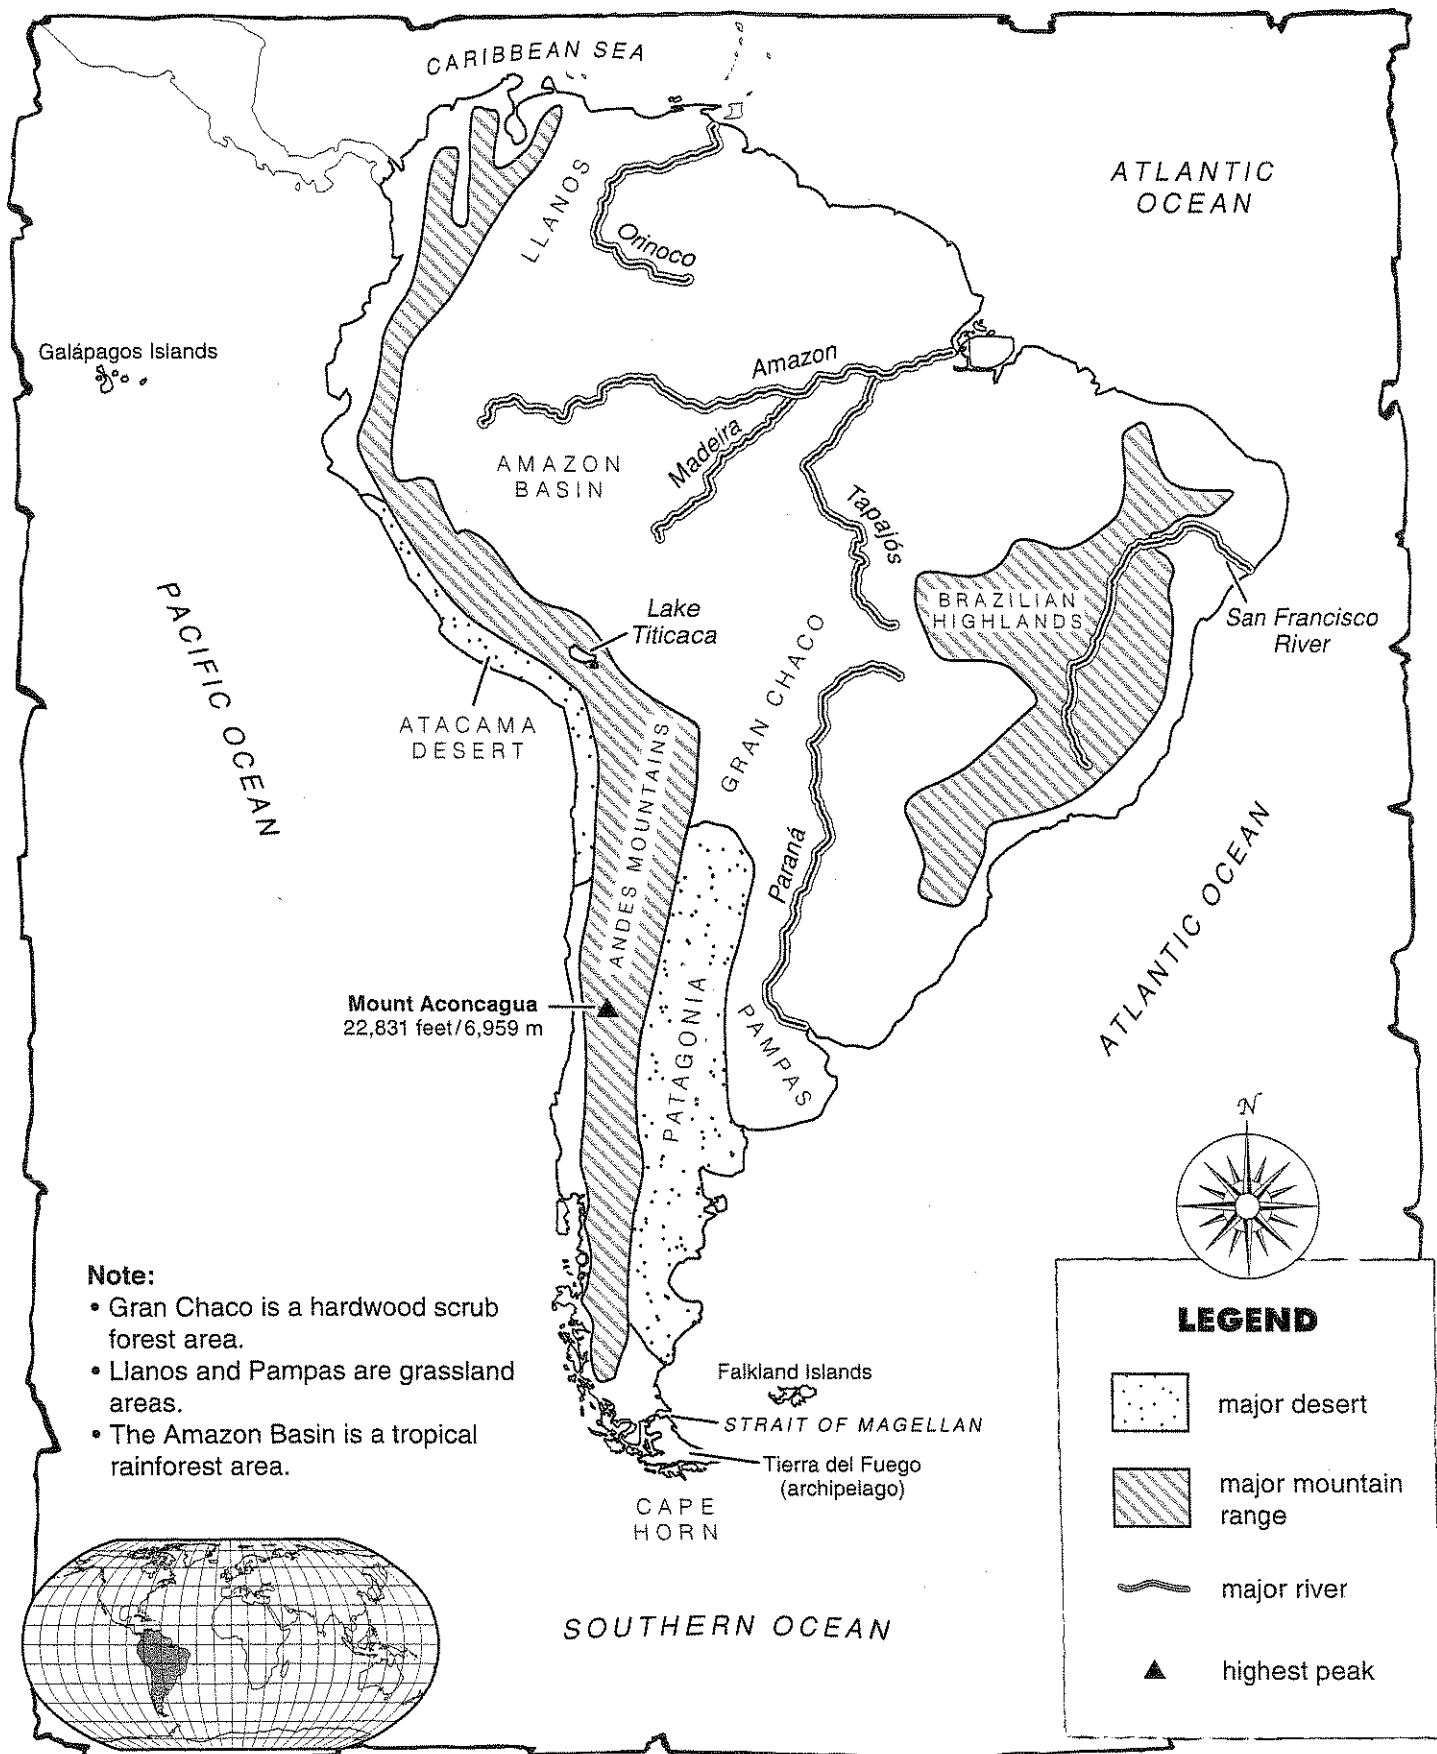 CARIBBEAN SEA
ATLANTIC
OCEAN
LLANOS
Orinoco
Galápagos Islands
Amazon
Madeira
AMAZON
BASIN
Tapajós
PACIFIC OCEAN
BRAZILIAN
HIGHLANDS
Lake
Titicaca
San Francisco
River
GRAN CHACO
ATACAMA
DESERT
ANDES MOUNTAINS
Paraná
ATLANTIC OCEAN
Mount Aconcagua
22,831 feet/6,959 m
PATAGONIA
PAMPAS
N
Note:
• Gran Chaco is a hardwood scrub
forest area.
• Llanos and Pampas are grassland
areas.
• The Amazon Basin is a tropical
rainforest area.
Falkland Islands
STRAIT OF MAGELLAN
Tierra del Fuego
(archipelago)
CAPE
HORN
SOUTHERN OCEAN
LEGEND
major desert
major mountain
range
major river
highest peak